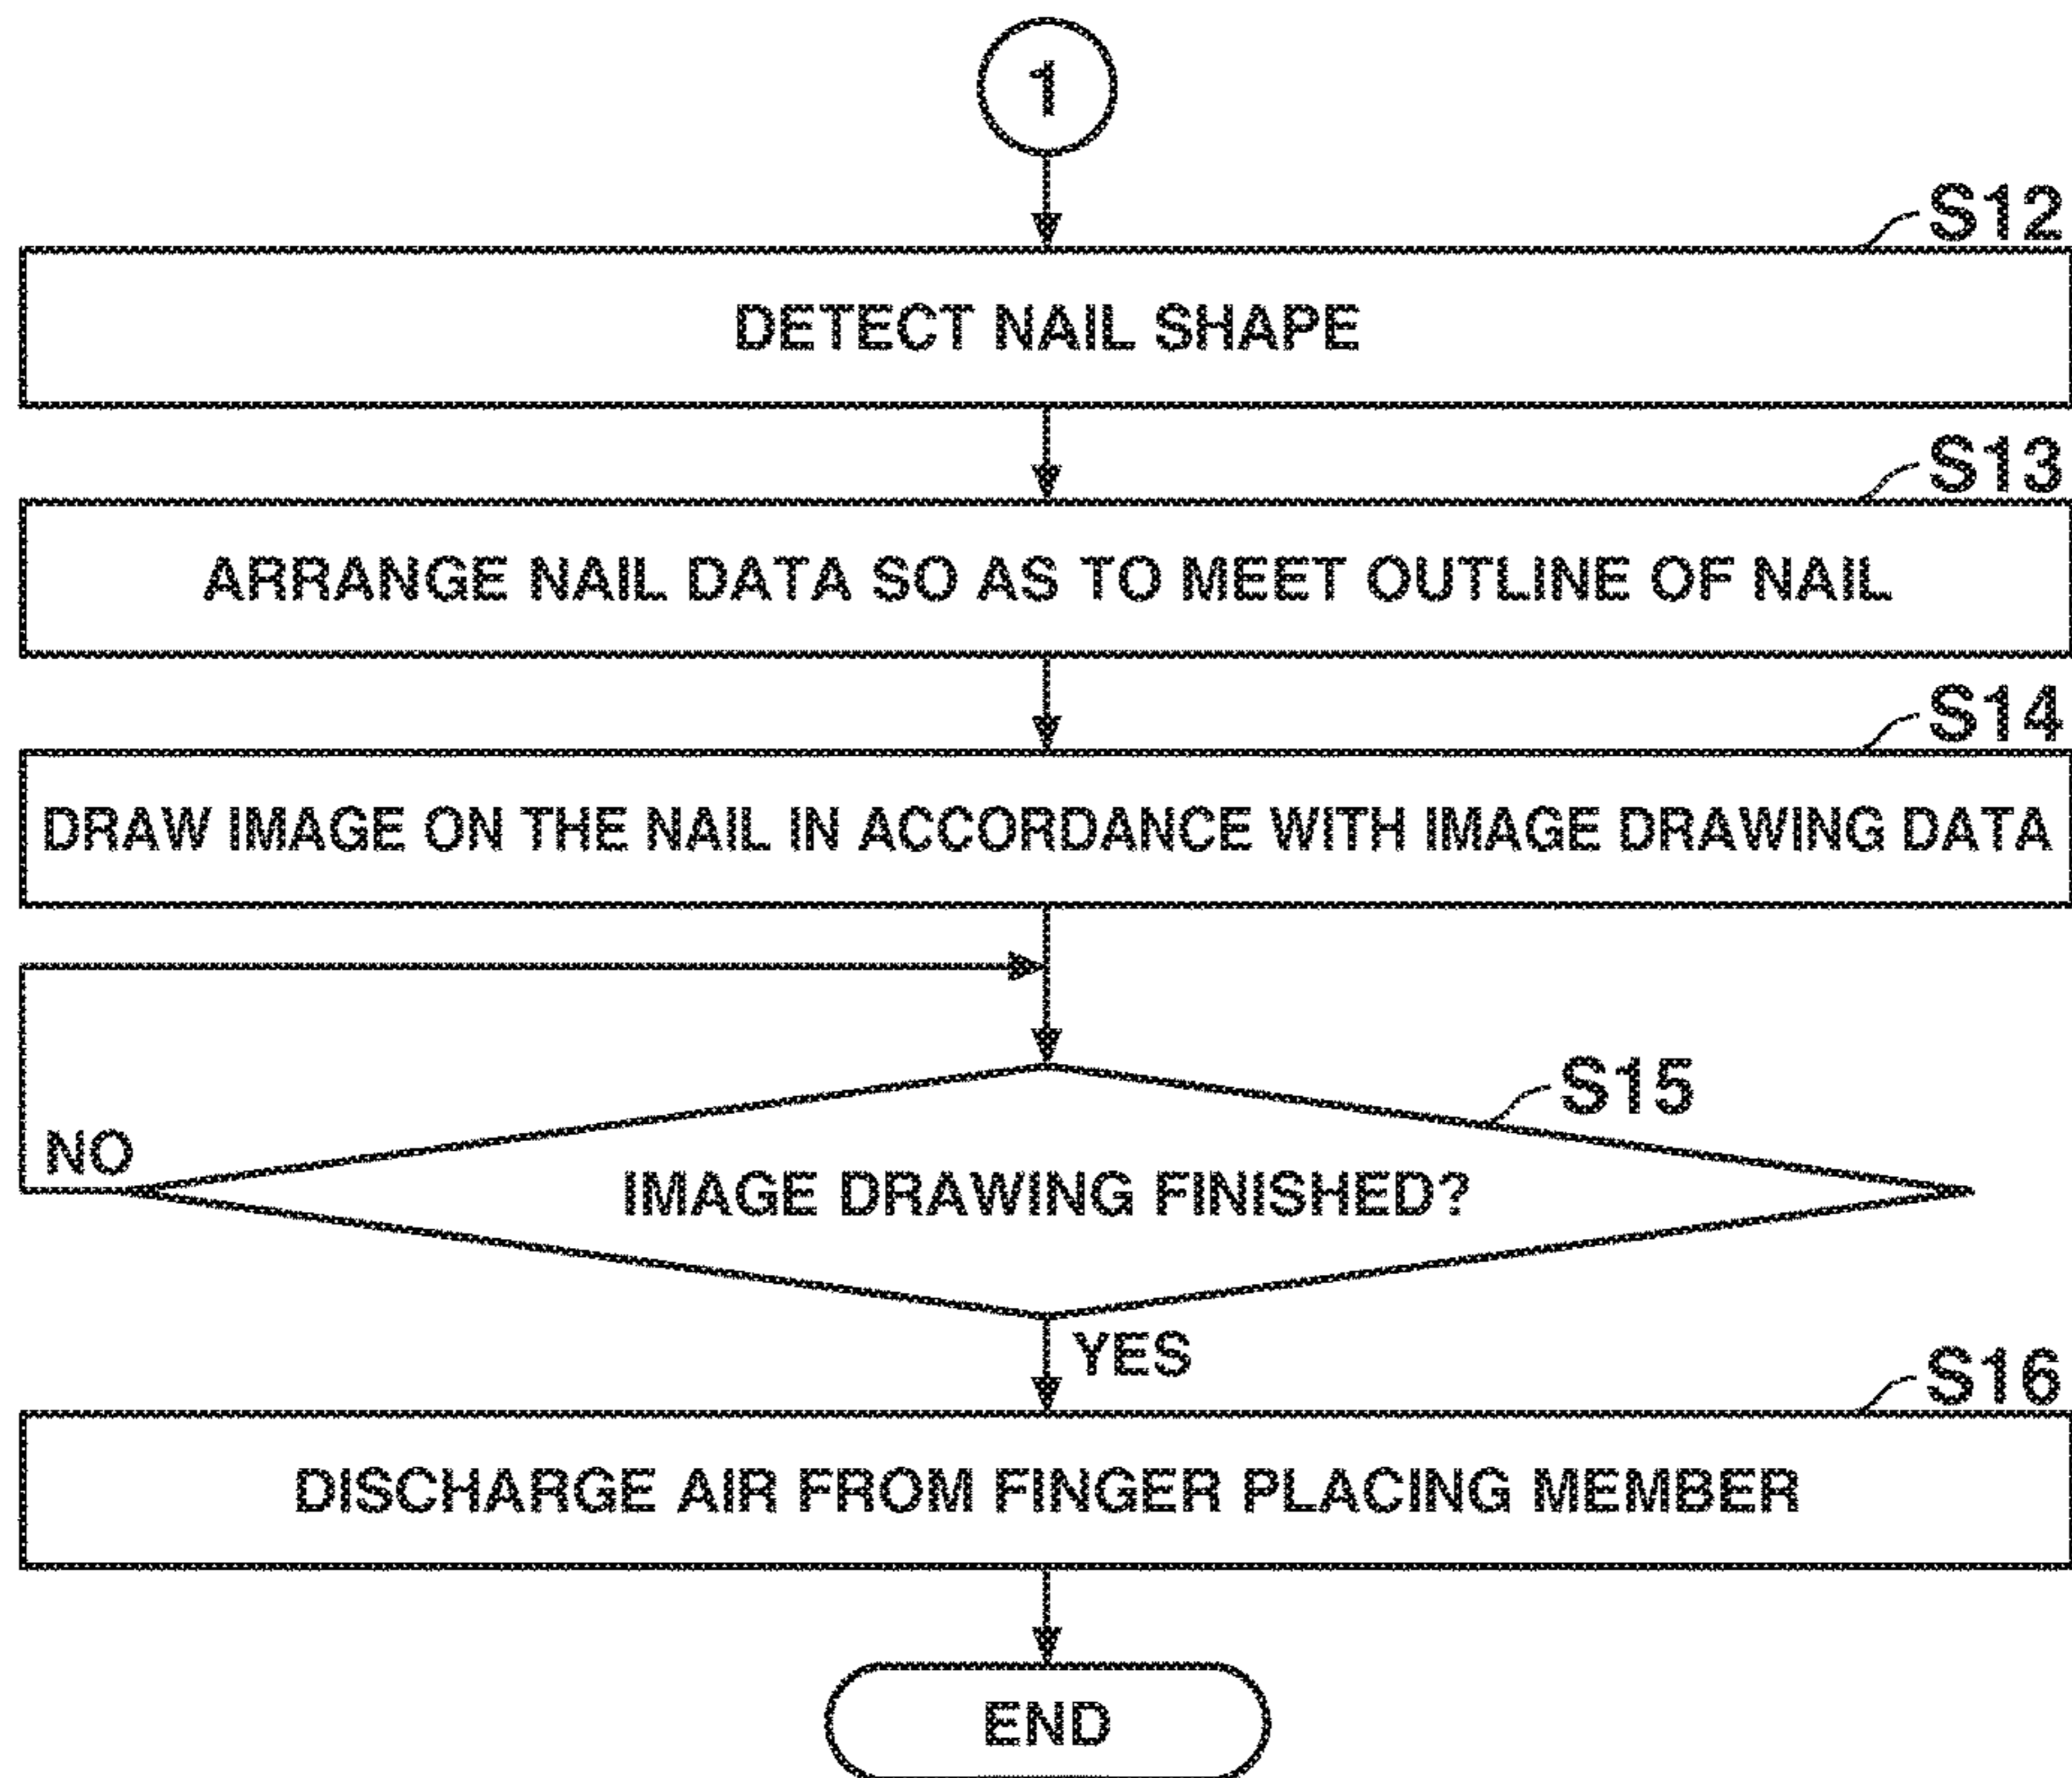 1
S12
DETECT NAIL SHAPE
S13
ARRANGE NAIL DATA SO AS TO MEET OUTLINE OF NAIL
S14
DRAW IMAGE ON THE NAIL IN ACCORDANCE WITH IMAGE DRAWING DATA
S15
NO
IMAGE DRAWING FINISHED?
YES
S16
DISCHARGE AIR FROM FINGER PLACING MEMBER
END